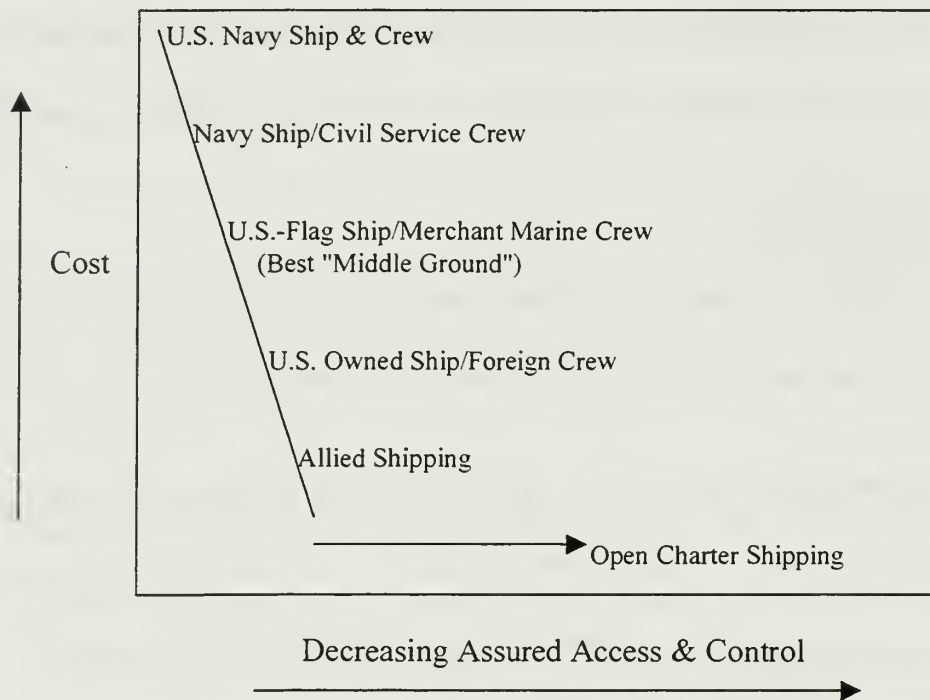 U.S. Navy Ship & Crew
Navy Ship/Civil Service Crew
U.S.-Flag Ship/Merchant Marine Crew
(Best "Middle Ground")
Cost
U.S. Owned Ship/Foreign Crew
Allied Shipping
Open Charter Shipping
Decreasing Assured Access & Control